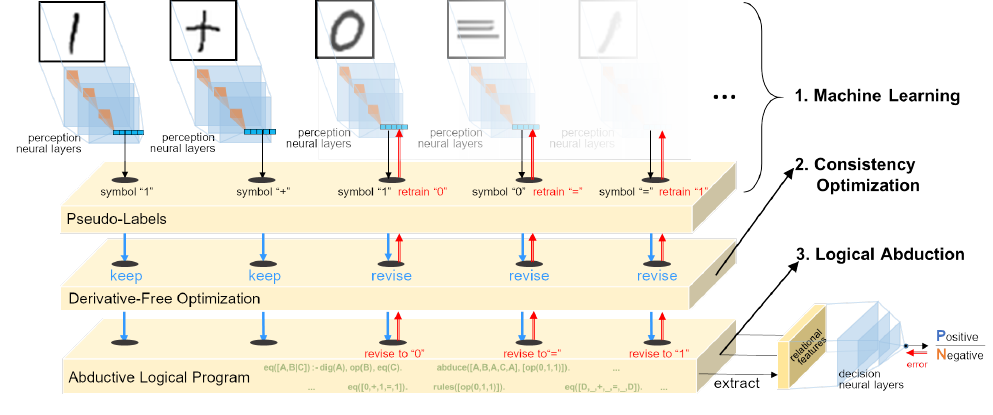 1 + 0 = 1
...
1. Machine Learning
perception
neural layers
perception
neural layers
perception
neural layers
perception
neural layers
perception
neural layers
symbol “1”
symbol “+”
symbol “1” retrain “0”
symbol “0” retrain “=”
symbol “=” retrain “1”
Pseudo-Labels
2. Consistency
Optimization
keep
keep
revise
revise
revise
Derivative-Free Optimization
3. Logical Abduction
revise to “0”
revise to“=”
revise to “1”
eq([A,B|C]) :- dig(A), op(B), eq(C).
abduce([A,B,A,C,A], [op(0,1,1)]).
...
Abductive Logical Program
...
eq([0,+,1,=,1]).
rules([op(0,1,1)]).
eq([D,_,+,_,=,_,D]).
extract
relational
features
decision
neural layers
Positive
Negative
error